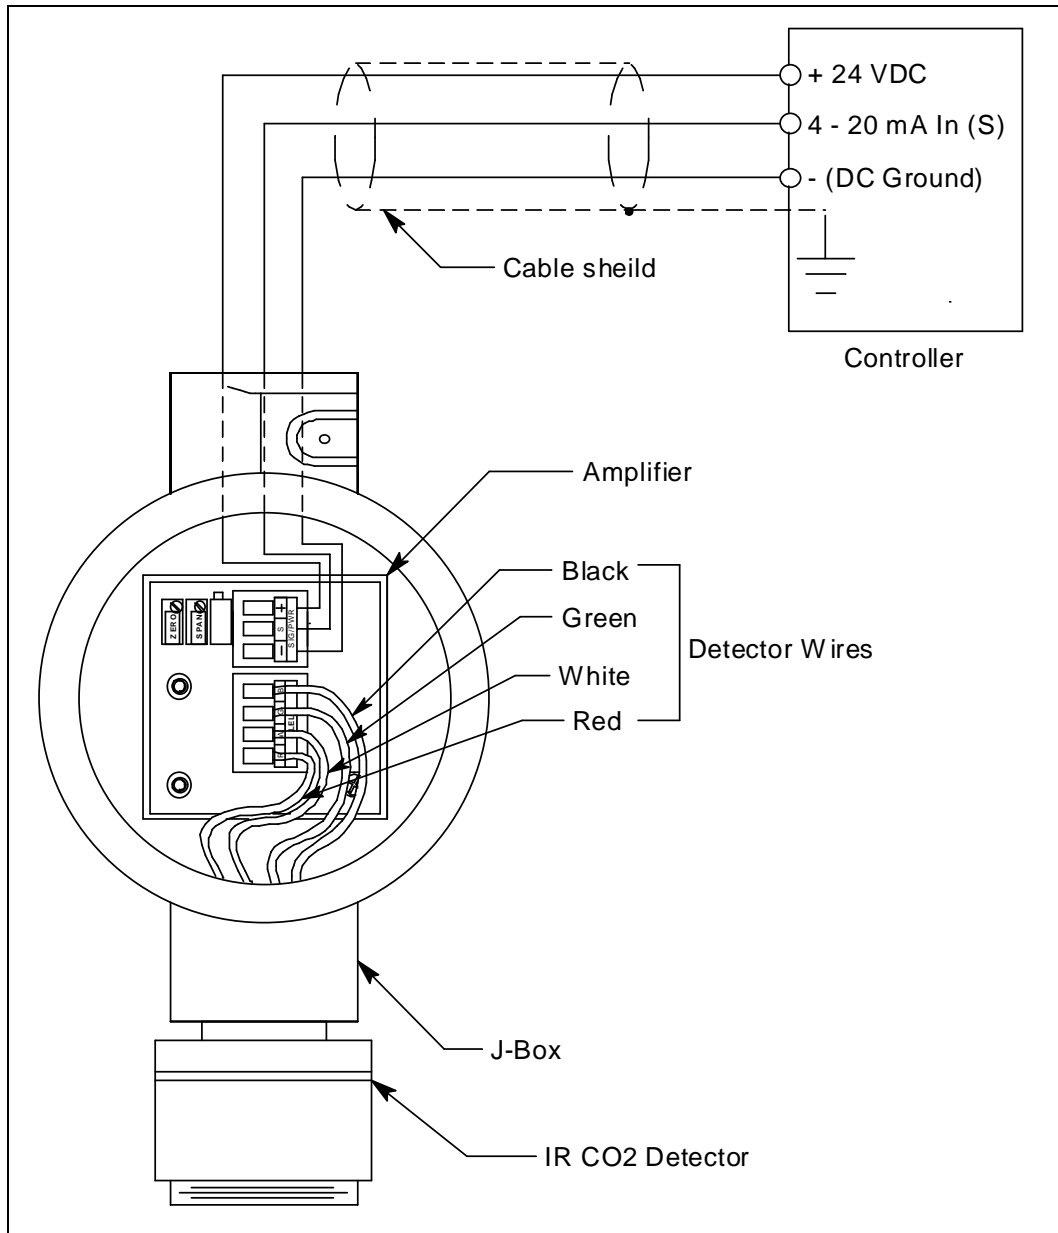 + 24 VDC
4 - 20 mA In (S)
- (DC Ground)
Cable sheild
Controller
Amplifier
Black
Green
White
Red
Detector Wires
ZERO
SPAN
+
S
-
SIG/PWR
B
G
W
R
LEL
J-Box
IR CO2 Detector